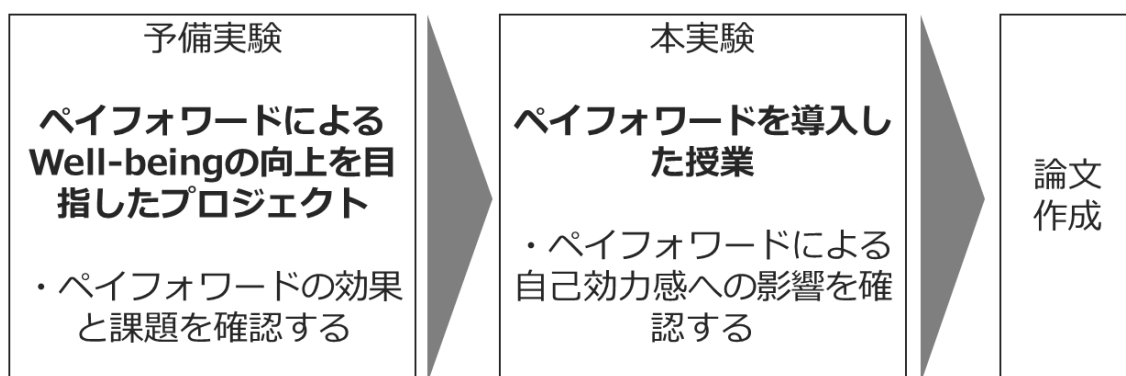 予備実験
ペイフォワードによる
Well-beingの向上を目
指したプロジェクト
・ペイフォワードの効果
と課題を確認する
本実験
ペイフォワードを導入し
た授業
・ペイフォワードによる
自己効力感への影響を確
認する
論文
作成